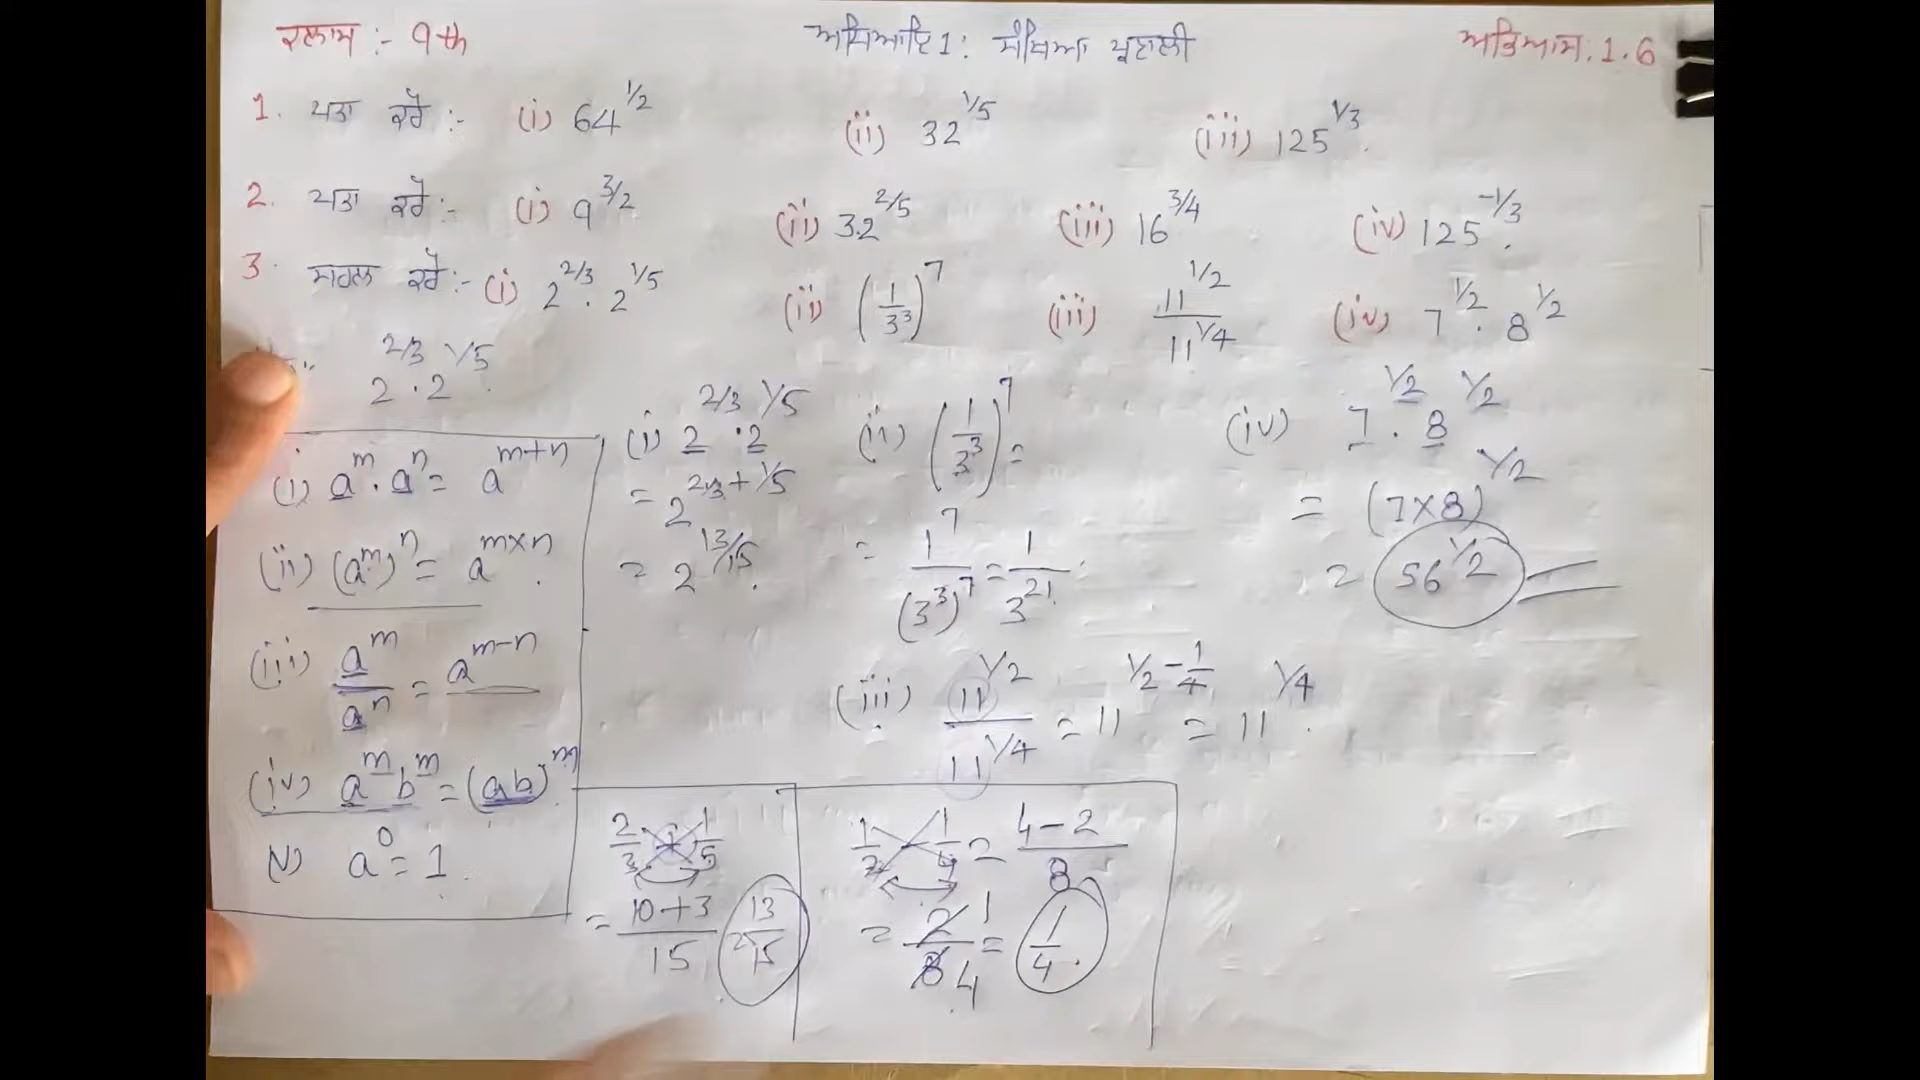 ਕਲਾਸ :- 9th ਅਧਿਆਇ 1: ਸੰਖਿਆ ਪ੍ਰਣਾਲੀ ਅਭਿਆਸ: 1.6
1. ਪਤਾ ਕਰੋ :- (i) 64^1/2 (ii) 32^1/5 (iii) 125^1/3.
2. ਪਤਾ ਕਰੋ :- (i) 9^3/2 (ii) 32^2/5 (iii) 16^3/4 (iv) 125^-1/3.
3. ਸਰਲ ਕਰੋ :- (i) 2^2/3 . 2^1/5 (ii) (1/3^3)^7 (iii) 11^1/2 / 11^1/4 (iv) 7^1/2 . 8^1/2
2^2/3 . 2^1/5
(i) a^m . a^n = a^m+n
(ii) (a^m)^n = a^m×n.
(iii) a^m/a^n = a^m-n
(iv) a^m b^m = (ab)^m
(v) a^0 = 1.
(i) 2^2/3 . 2^1/5
= 2^2/3+1/5
= 2^13/15.
(ii) (1/3^3)^7 =
= 1^7/(3^3)^7 = 1/3^21.
(iv) 7^1/2 . 8^1/2
= (7×8)^1/2
= 56^1/2
(iii) 11^1/2 / 11^1/4 = 11^1/2-1/4 = 11^1/4.
2/3 + 1/5
= 10+3/15 = 13/15
1/2 - 1/4 = 4-2/8
= 2/8 1/4 = 1/4.